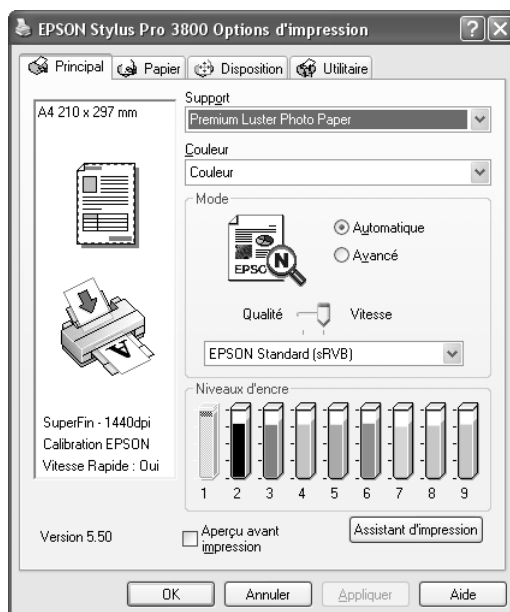 EPSON Stylus Pro 3800 Options d'impression
Principal Papier Disposition Utilitaire
A4 210 x 297 mm
Support
Premium Luster Photo Paper
Couleur
Couleur
Mode
EPSON
N
Automatique
Avancé
Qualité Vitesse
EPSON Standard (sRVB)
Niveaux d'encre
1 2 3 4 5 6 7 8 9
SuperFin - 1440dpi
Calibration EPSON
Vitesse Rapide : Oui
Version 5.50
Aperçu avant
impression
Assistant d'impression
OK Annuler Appliquer Aide